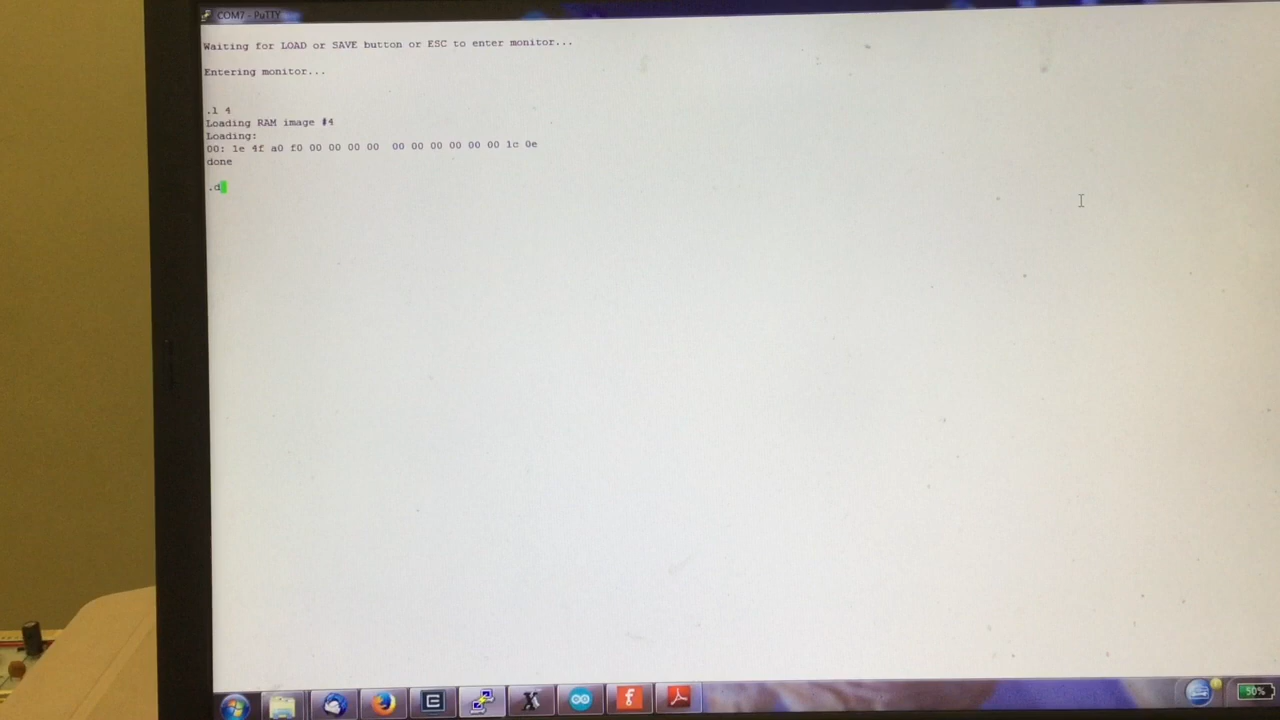 COM7 - PuTTY
Waiting for LOAD or SAVE button or ESC to enter monitor...
Entering monitor...
.l 4
Loading RAM image #4
Loading:
00: 1e 4f a0 f0 00 00 00 00  00 00 00 00 00 00 1c 0e
done
.d
50%